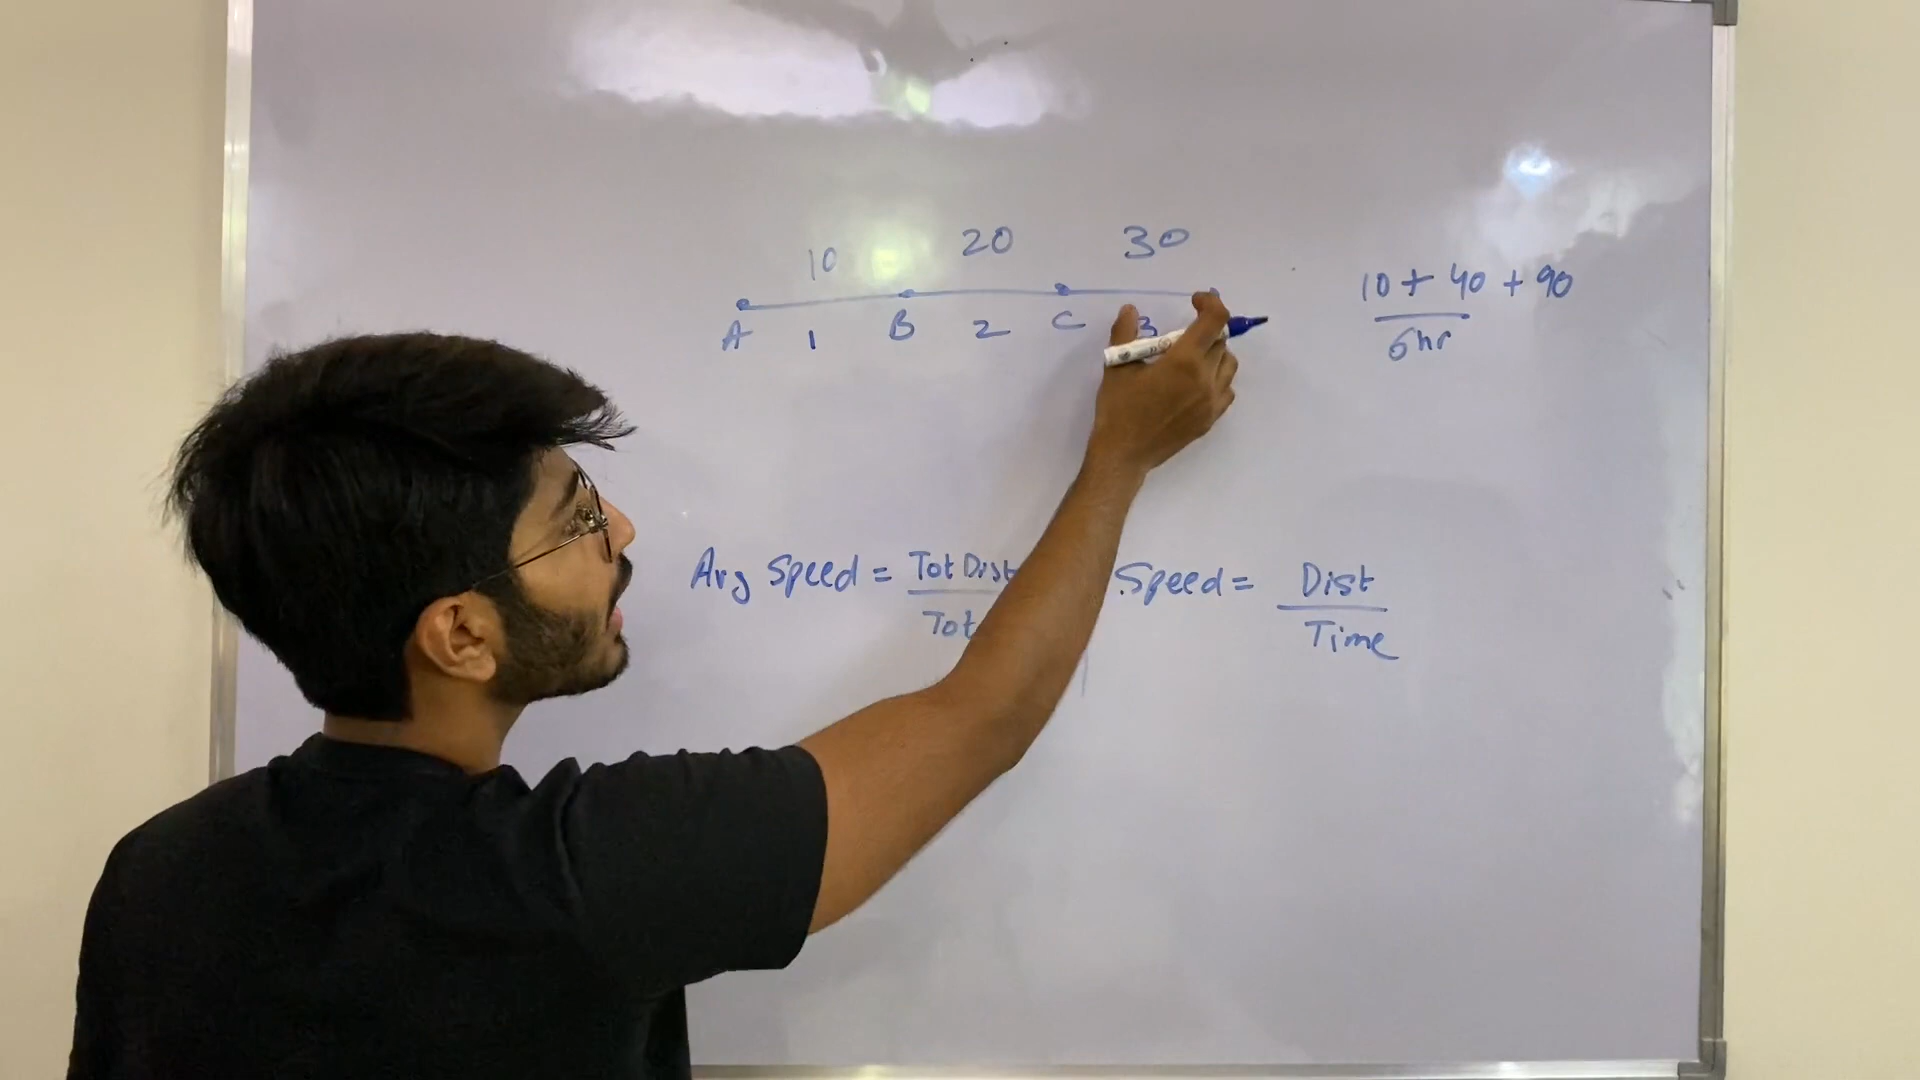 10 20 30
A 1 B 2 C 3
10 + 40 + 90
6hr
Avg Speed = Tot Dist
Tot
Speed = Dist
Time